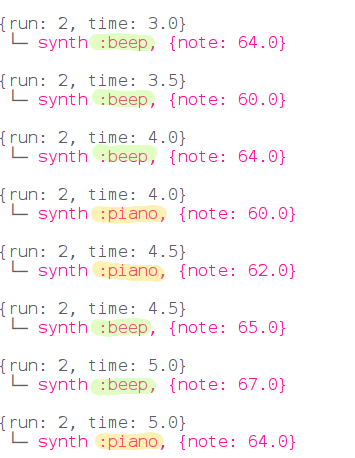 {run: 2, time: 3.0}
└─ synth :beep, {note: 64.0}
{run: 2, time: 3.5}
└─ synth :beep, {note: 60.0}
{run: 2, time: 4.0}
└─ synth :beep, {note: 64.0}
{run: 2, time: 4.0}
└─ synth :piano, {note: 60.0}
{run: 2, time: 4.5}
└─ synth :piano, {note: 62.0}
{run: 2, time: 4.5}
└─ synth :beep, {note: 65.0}
{run: 2, time: 5.0}
└─ synth :beep, {note: 67.0}
{run: 2, time: 5.0}
└─ synth :piano, {note: 64.0}